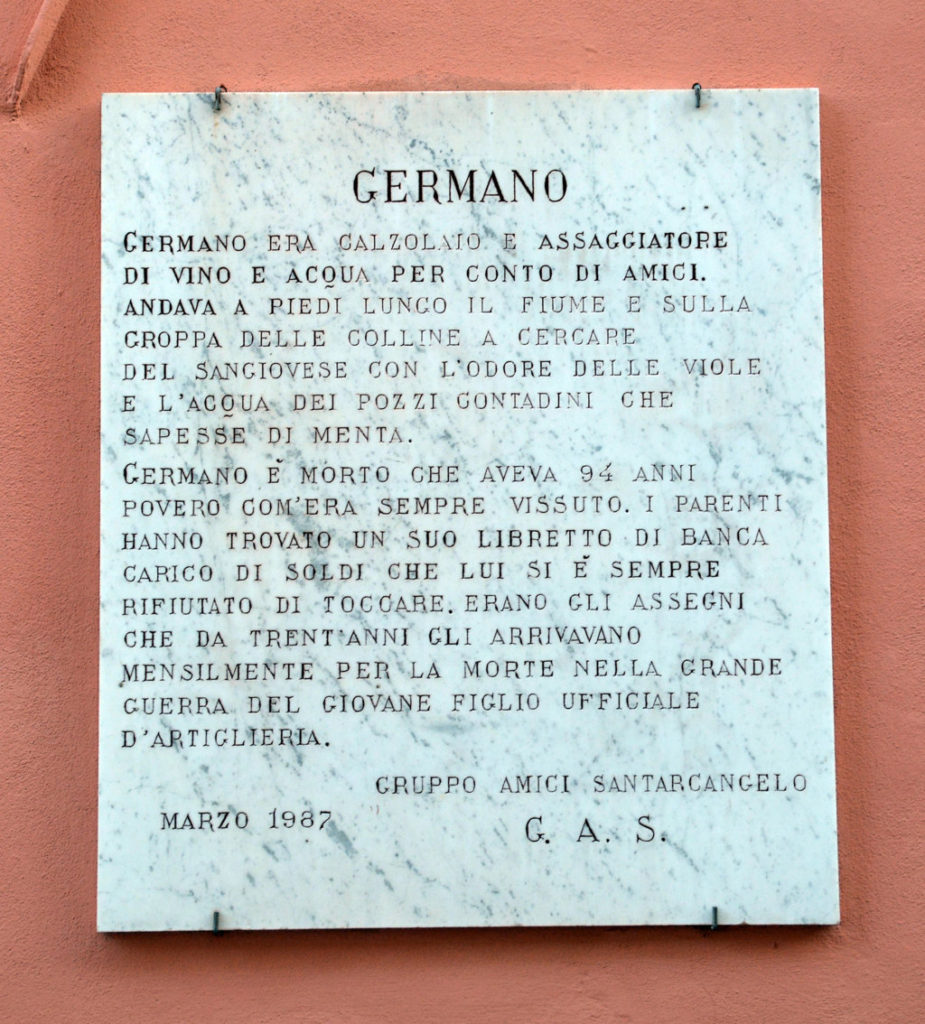 GERMANO
GERMANO ERA CALZOLAIO E ASSAGGIATORE
DI VINO E ACQUA PER CONTO DI AMICI.
ANDAVA A PIEDI LUNGO IL FIUME E SULLA
GROPPA DELLE COLLINE A CERCARE
DEL SANGIOVESE CON L'ODORE DELLE VIOLE
E L'ACQUA DEI POZZI CONTADINI CHE
SAPESSE DI MENTA.
GERMANO È MORTO CHE AVEVA 94 ANNI
POVERO COM'ERA SEMPRE VISSUTO. I PARENTI
HANNO TROVATO UN SUO LIBRETTO DI BANCA
CARICO DI SOLDI CHE LUI SI È SEMPRE
RIFIUTATO DI TOCCARE. ERANO GLI ASSEGNI
CHE DA TRENT'ANNI GLI ARRIVAVANO
MENSILMENTE PER LA MORTE NELLA GRANDE
GUERRA DEL GIOVANE FIGLIO UFFICIALE
D'ARTIGLIERIA.
GRUPPO AMICI SANTARCANGELO
MARZO 1987
G. A. S.